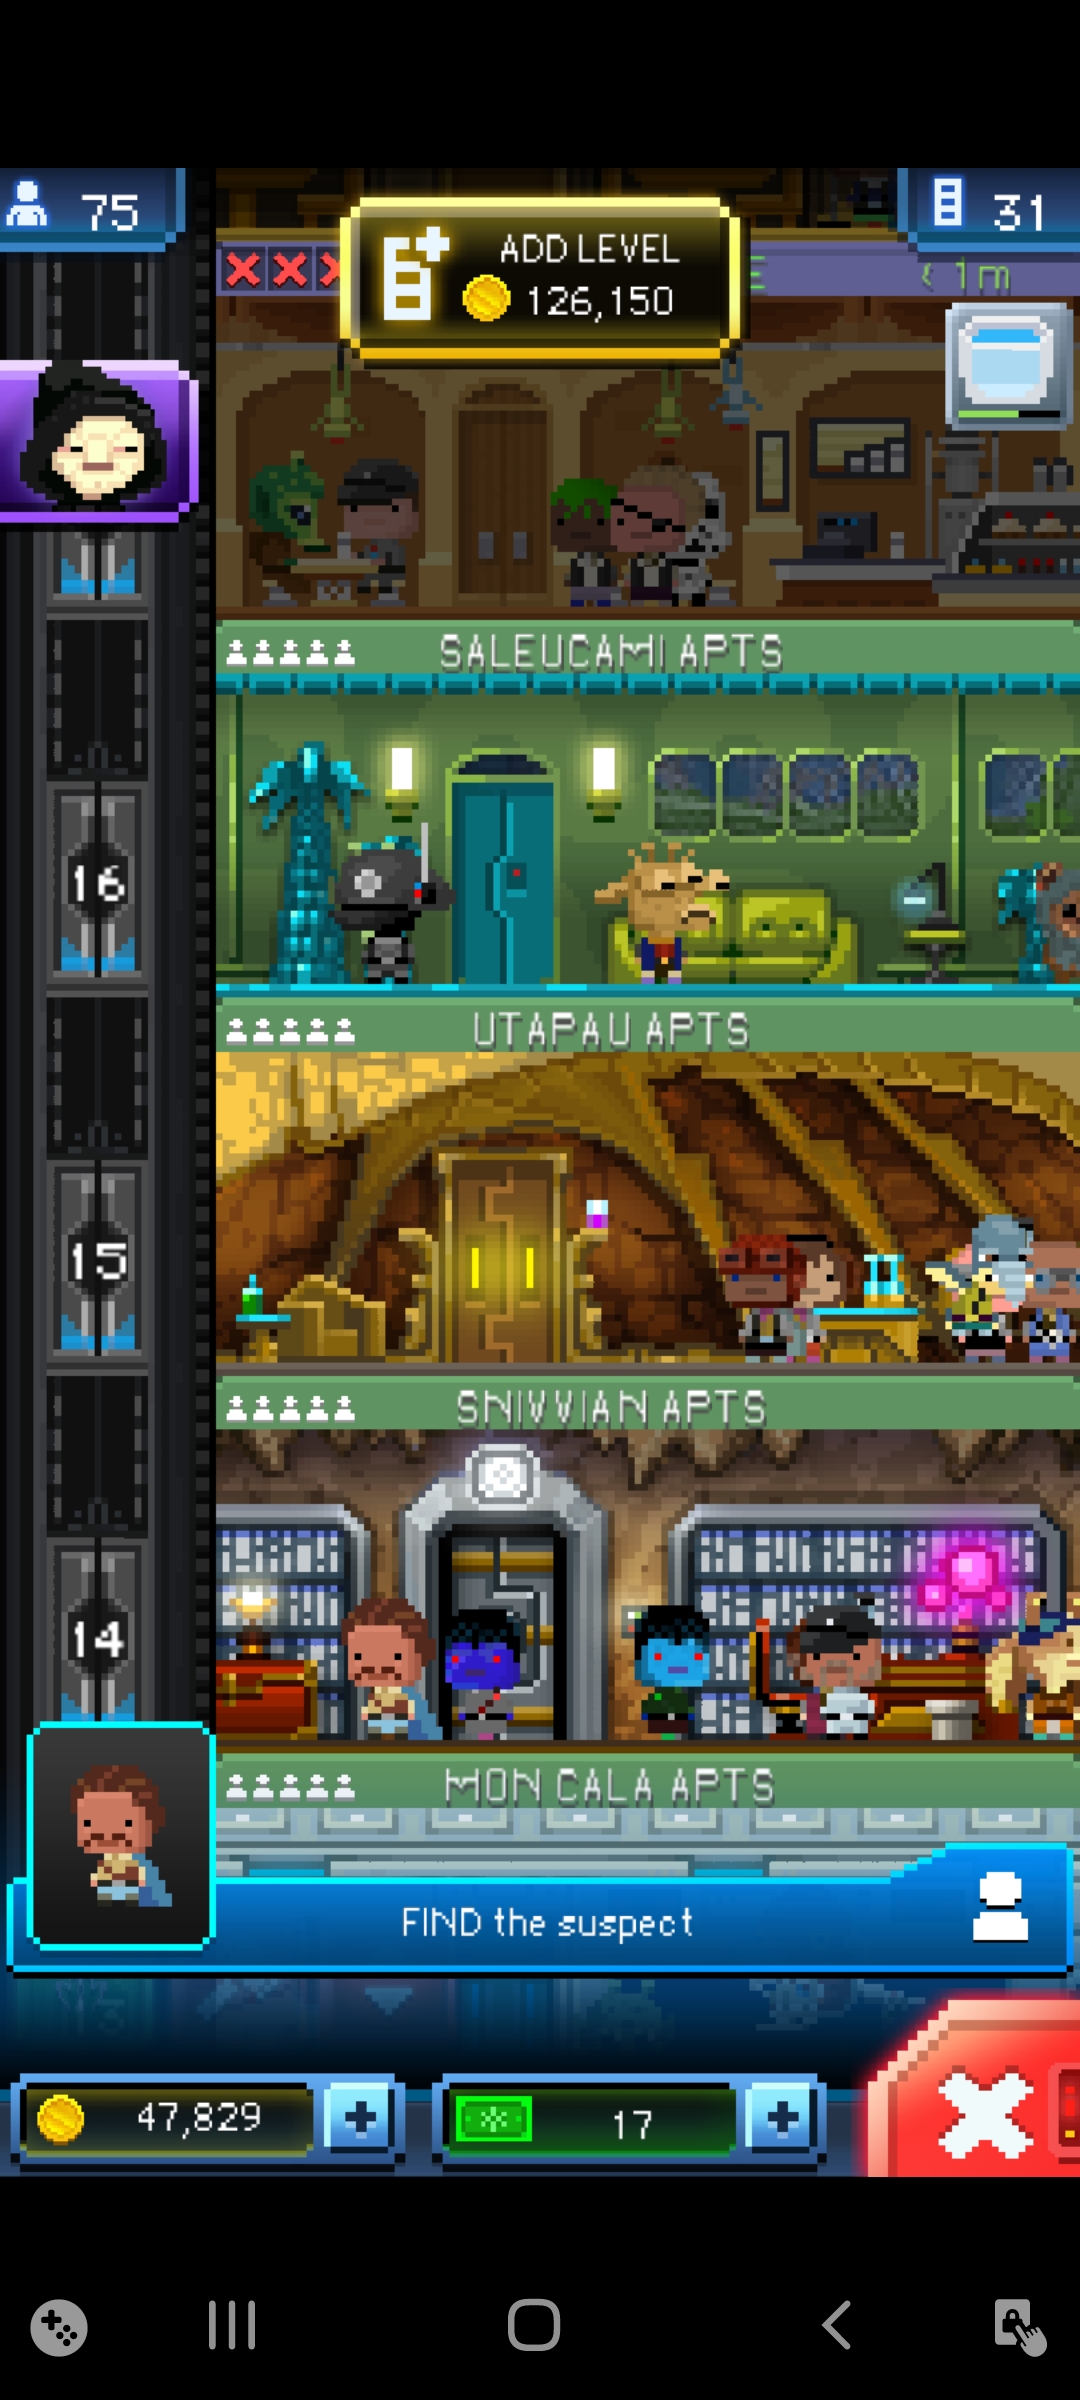 75
ADD LEVEL
126,150
31
< 1m
SALEUCAMI APTS
16
UTAPAU APTS
15
SNIVVIAN APTS
14
MON CALA APTS
FIND the suspect
47,829
17